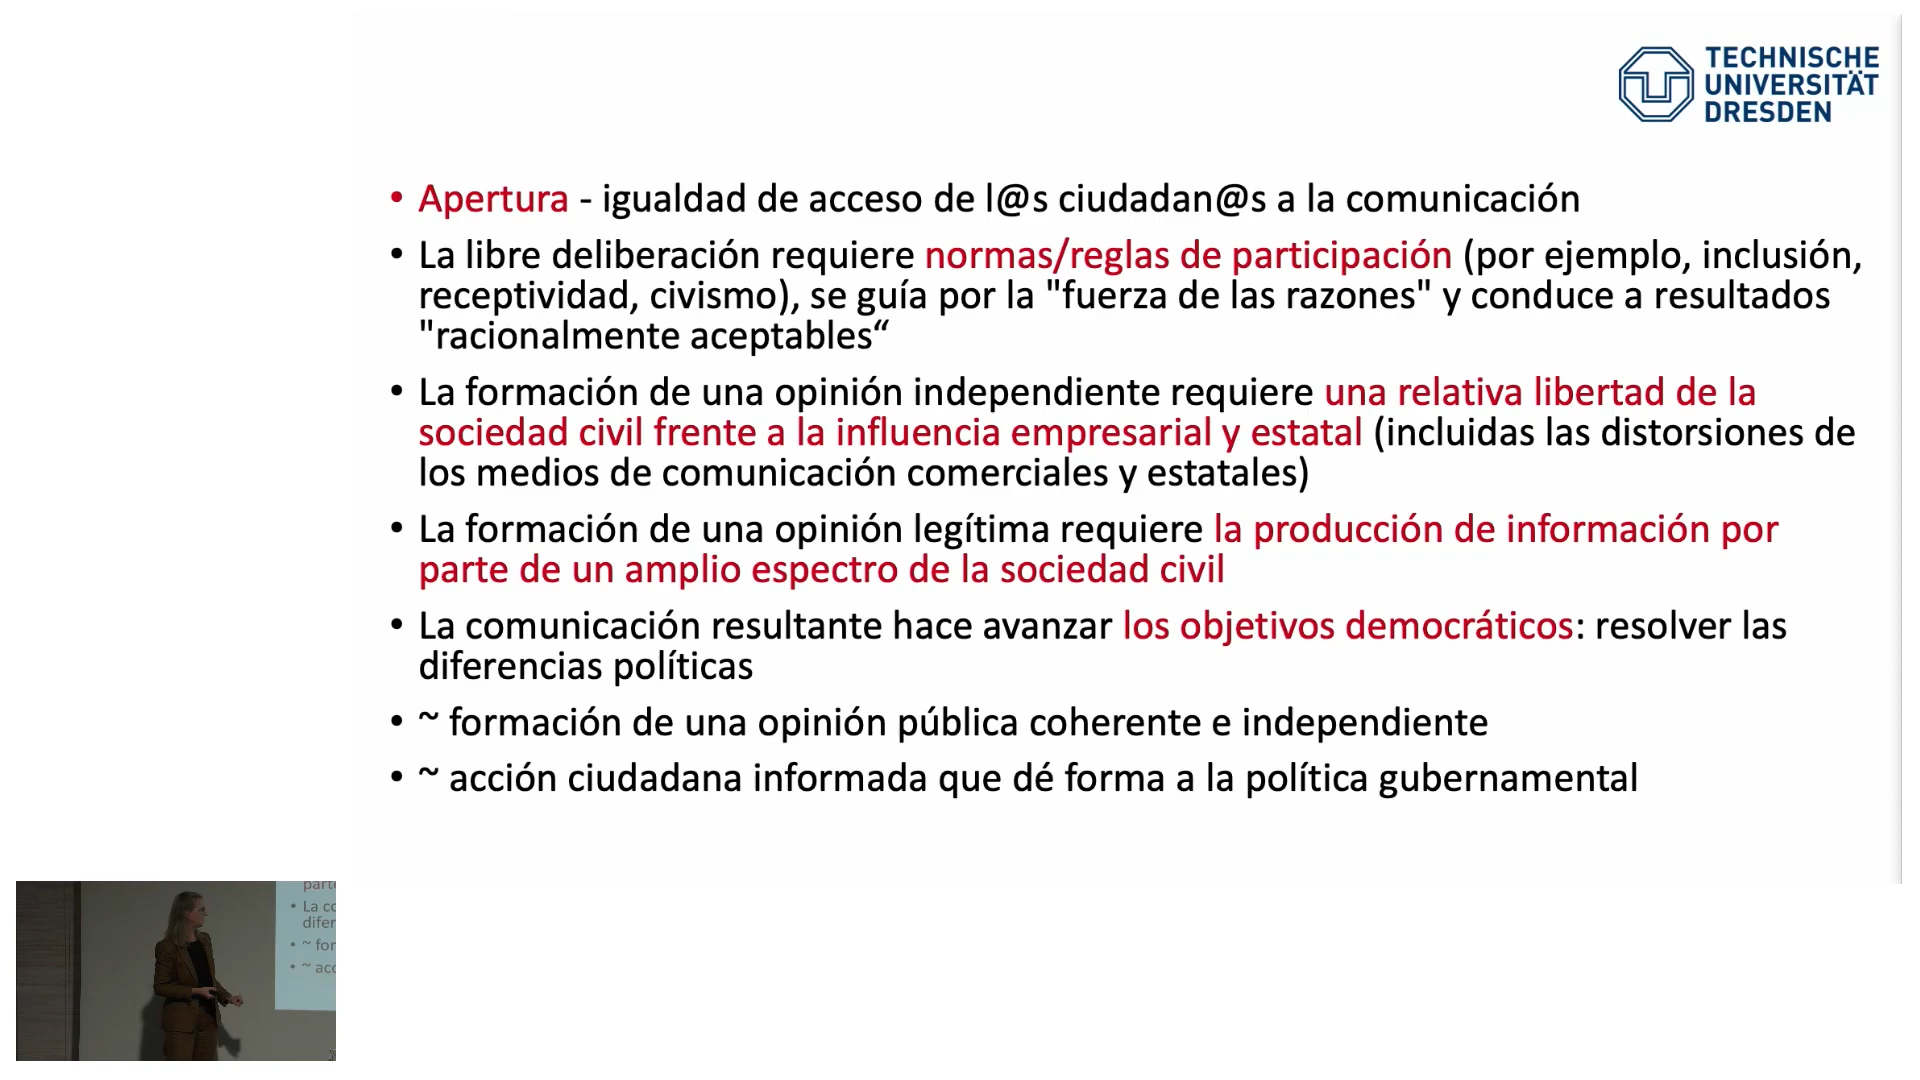 TECHNISCHE
UNIVERSITÄT
DRESDEN
• Apertura - igualdad de acceso de l@s ciudadan@s a la comunicación
• La libre deliberación requiere normas/reglas de participación (por ejemplo, inclusión,
receptividad, civismo), se guía por la "fuerza de las razones" y conduce a resultados
"racionalmente aceptables“
• La formación de una opinión independiente requiere una relativa libertad de la
sociedad civil frente a la influencia empresarial y estatal (incluidas las distorsiones de
los medios de comunicación comerciales y estatales)
• La formación de una opinión legítima requiere la producción de información por
parte de un amplio espectro de la sociedad civil
• La comunicación resultante hace avanzar los objetivos democráticos: resolver las
diferencias políticas
• ~ formación de una opinión pública coherente e independiente
• ~ acción ciudadana informada que dé forma a la política gubernamental
parte
• La co
difer
• ~ for
• ~ acc